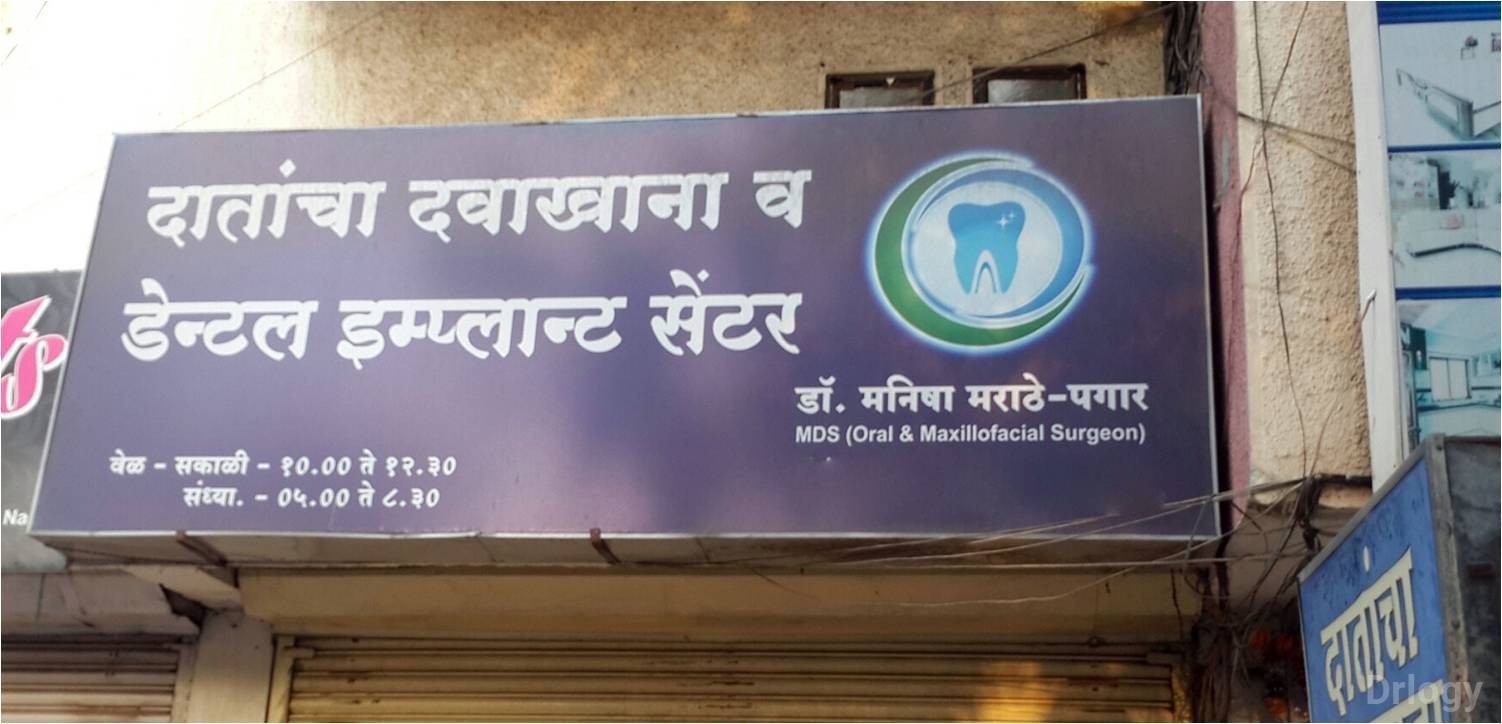 दातांचा दवाखाना व
डेन्टल इम्प्लान्ट सेंटर
डॉ. मनिषा मराठे-पगार
MDS (Oral & Maxillofacial Surgeon)
वेळ - सकाळी - १०.०० ते १२.३०
संध्या. - ०५.०० ते ८.३०
Na
दातांचा
Drlogy